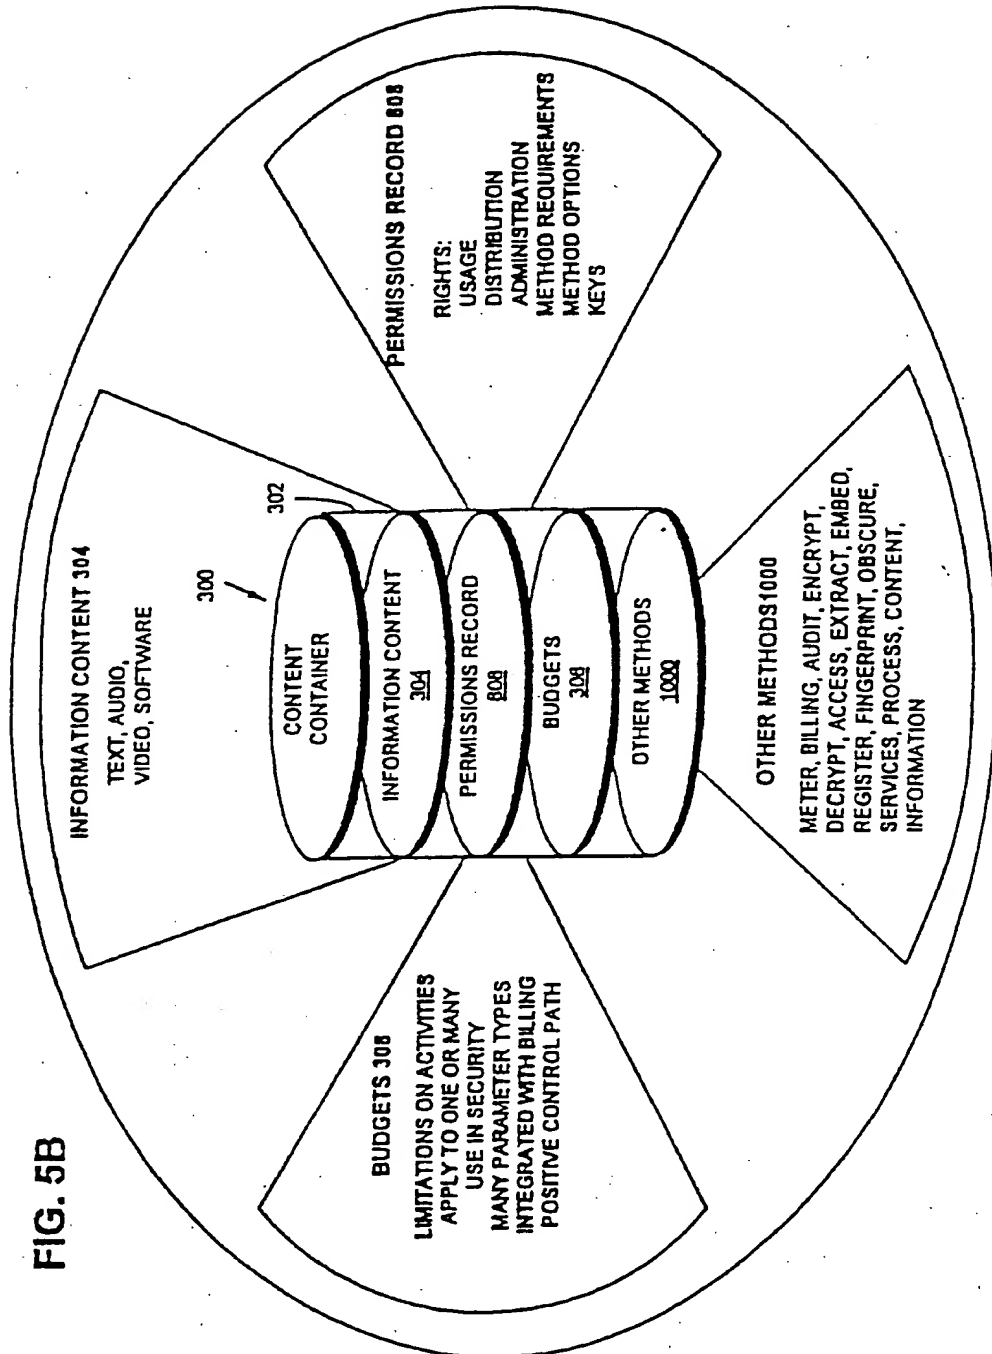 FIG. 5B
INFORMATION CONTENT 304
TEXT, AUDIO,
VIDEO, SOFTWARE
PERMISSIONS RECORD 808
RIGHTS:
USAGE
DISTRIBUTION
ADMINISTRATION
METHOD REQUIREMENTS
METHOD OPTIONS
KEYS
BUDGETS 308
LIMITATIONS ON ACTIVITIES
APPLY TO ONE OR MANY
USE IN SECURITY
MANY PARAMETER TYPES
INTEGRATED WITH BILLING
POSITIVE CONTROL PATH
300
302
CONTENT
CONTAINER
INFORMATION CONTENT
304
PERMISSIONS RECORD
808
BUDGETS
308
OTHER METHODS
1000
OTHER METHODS1000
METER, BILLING, AUDIT, ENCRYPT,
DECRYPT, ACCESS, EXTRACT, EMBED,
REGISTER, FINGERPRINT, OBSCURE,
SERVICES, PROCESS, CONTENT,
INFORMATION